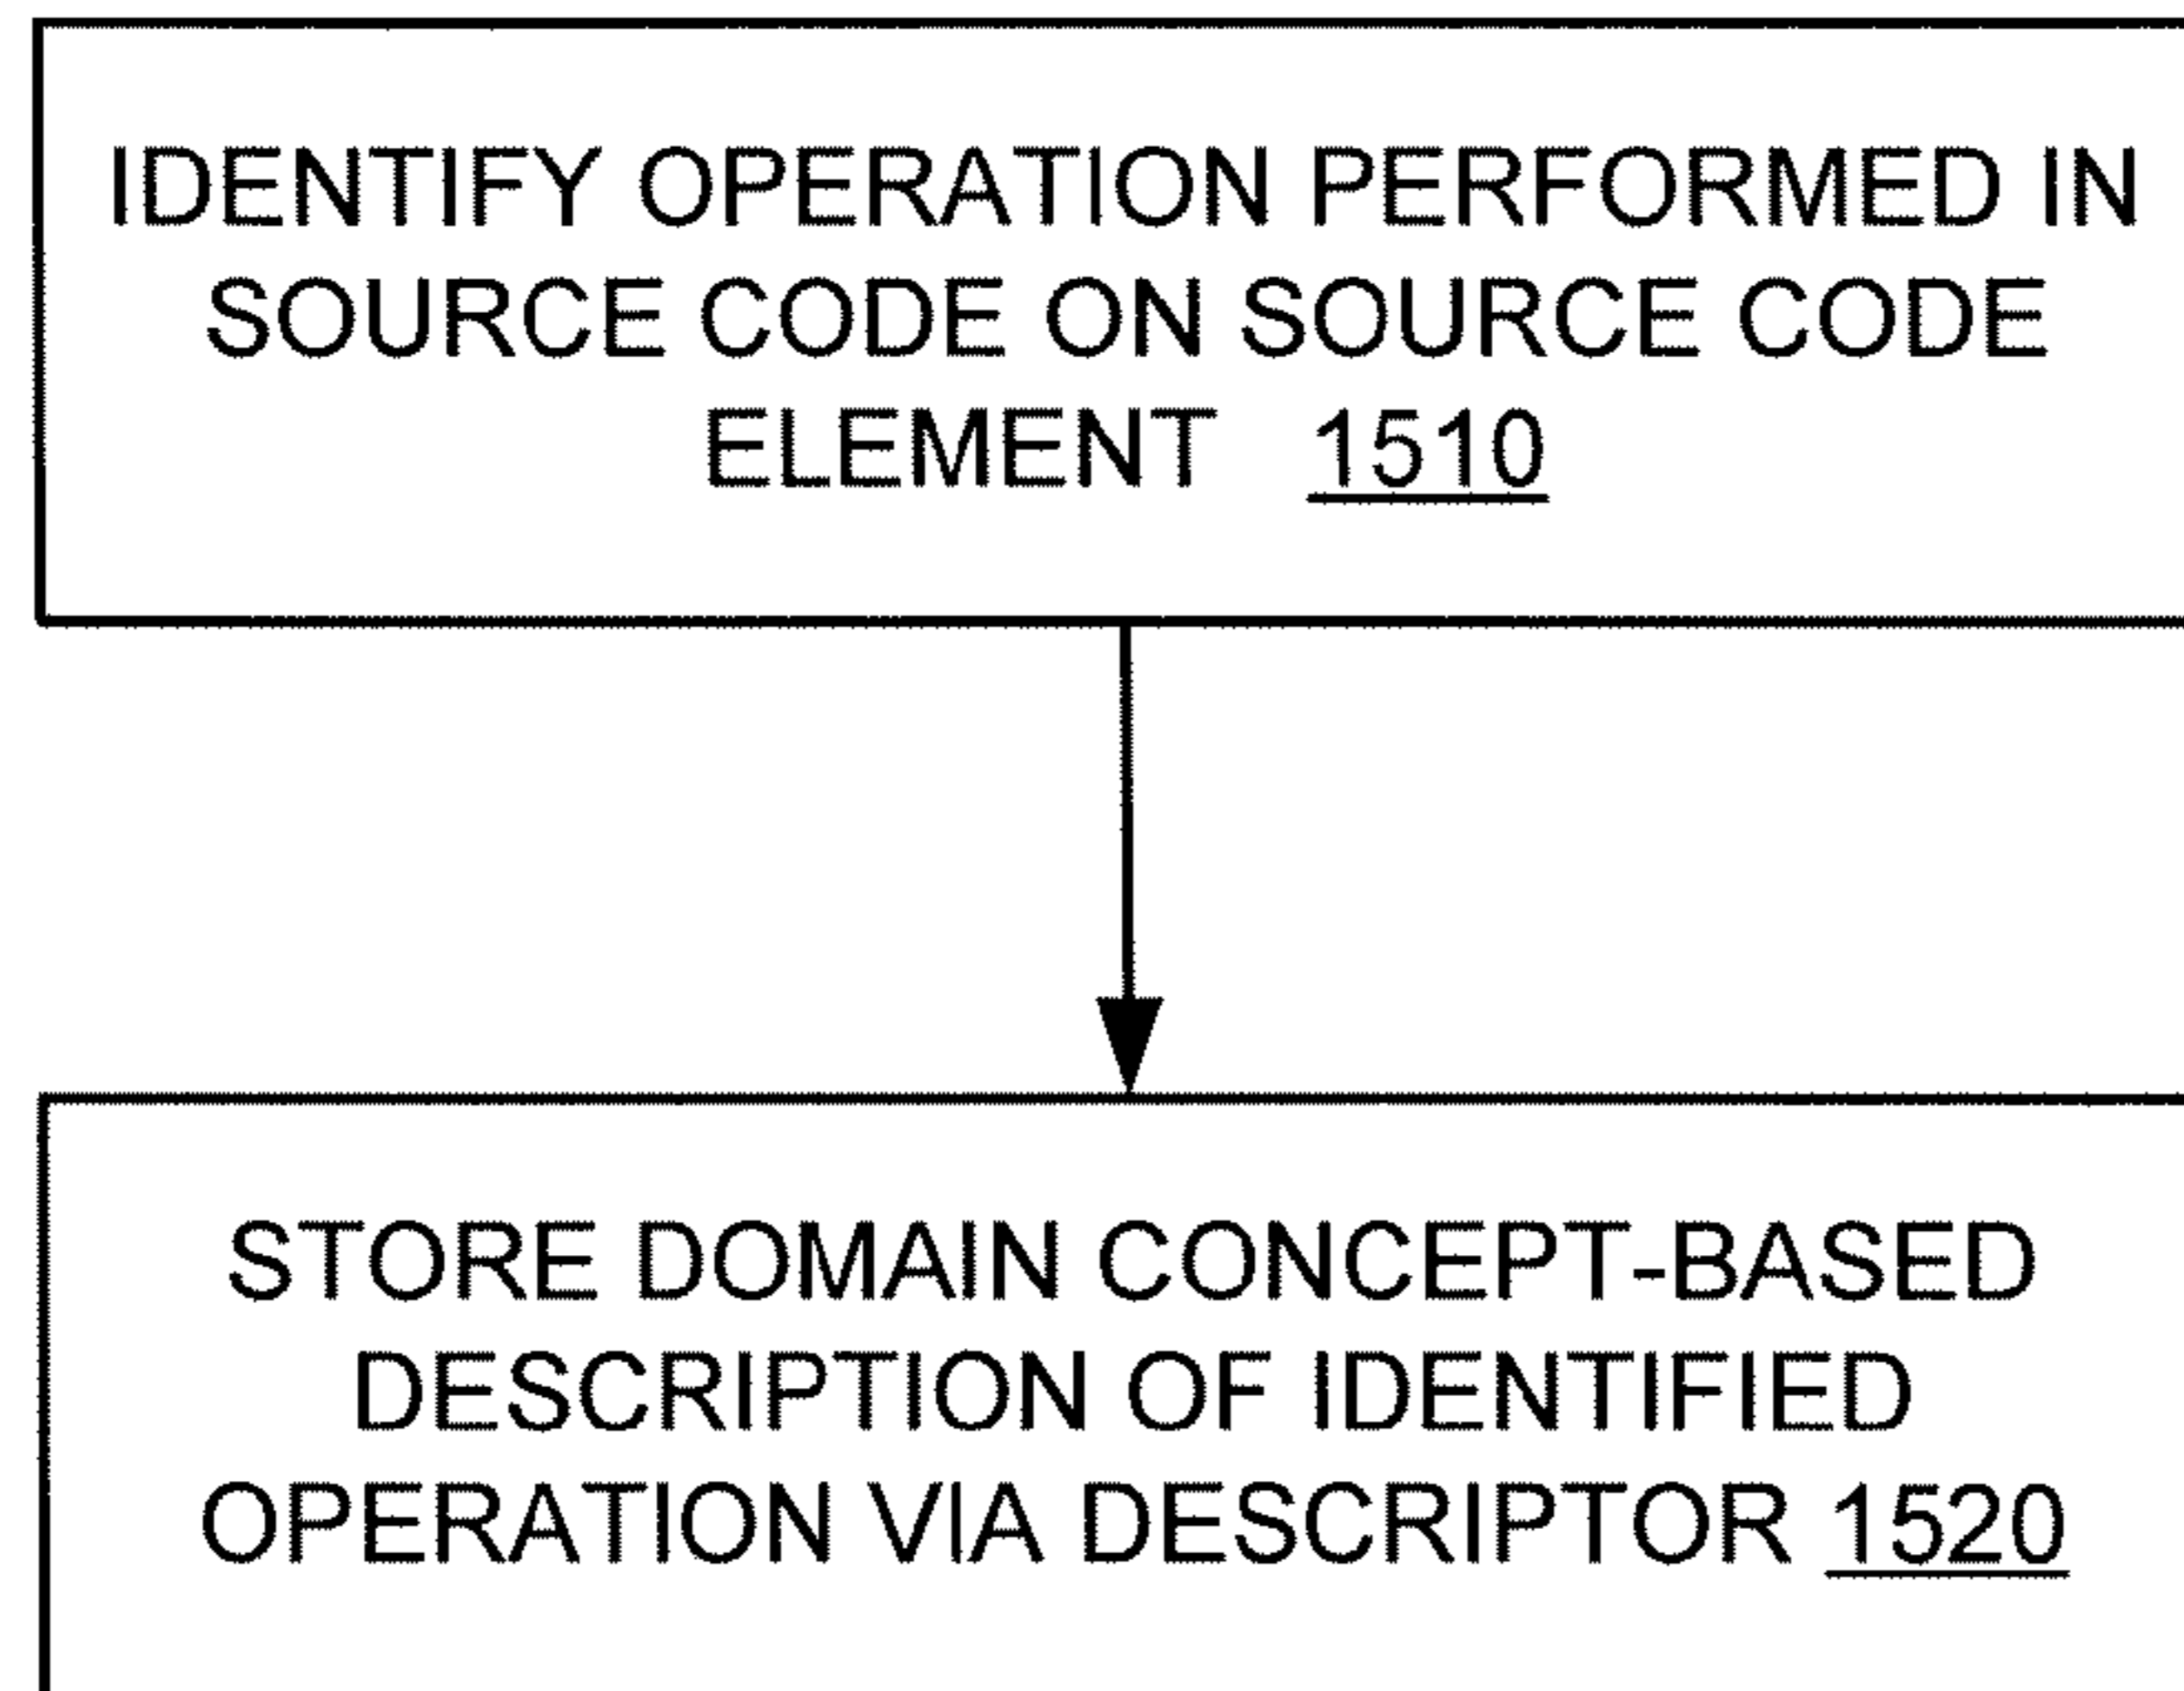 IDENTIFY OPERATION PERFORMED IN
SOURCE CODE ON SOURCE CODE
ELEMENT 1510
STORE DOMAIN CONCEPT-BASED
DESCRIPTION OF IDENTIFIED
OPERATION VIA DESCRIPTOR 1520